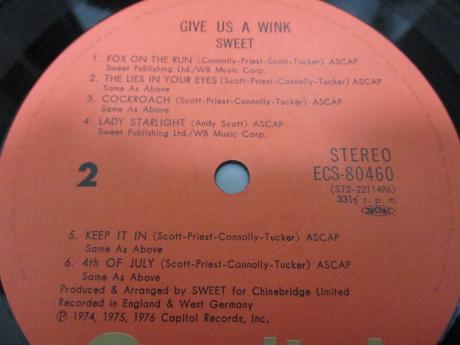 GIVE US A WINK
SWEET
1. FOX ON THE RUN (Connolly-Priest-Scott-Tucker) ASCAP
Sweet Publishing Ltd./WB Music Corp.
2. THE LIES IN YOUR EYES (Scott-Priest-Connolly-Tucker) ASCAP
Same As Above
3. COCKROACH (Scott-Priest-Connolly-Tucker) ASCAP
Same As Above
4. LADY STARLIGHT (Andy Scott) ASCAP
Sweet Publishing Ltd./WB Music Corp.
2
STEREO
ECS-80460
(ST2-2211496)
33⅓ r.p.m.
5. KEEP IT IN (Scott-Priest-Connolly-Tucker) ASCAP
Same As Above
6. 4th OF JULY (Scott-Priest-Connolly-Tucker) ASCAP
Same As Above
Produced & Arranged by SWEET for Chinebridge Limited
Recorded in England & West Germany
Ⓟ 1974, 1975, 1976 Capitol Records, Inc.